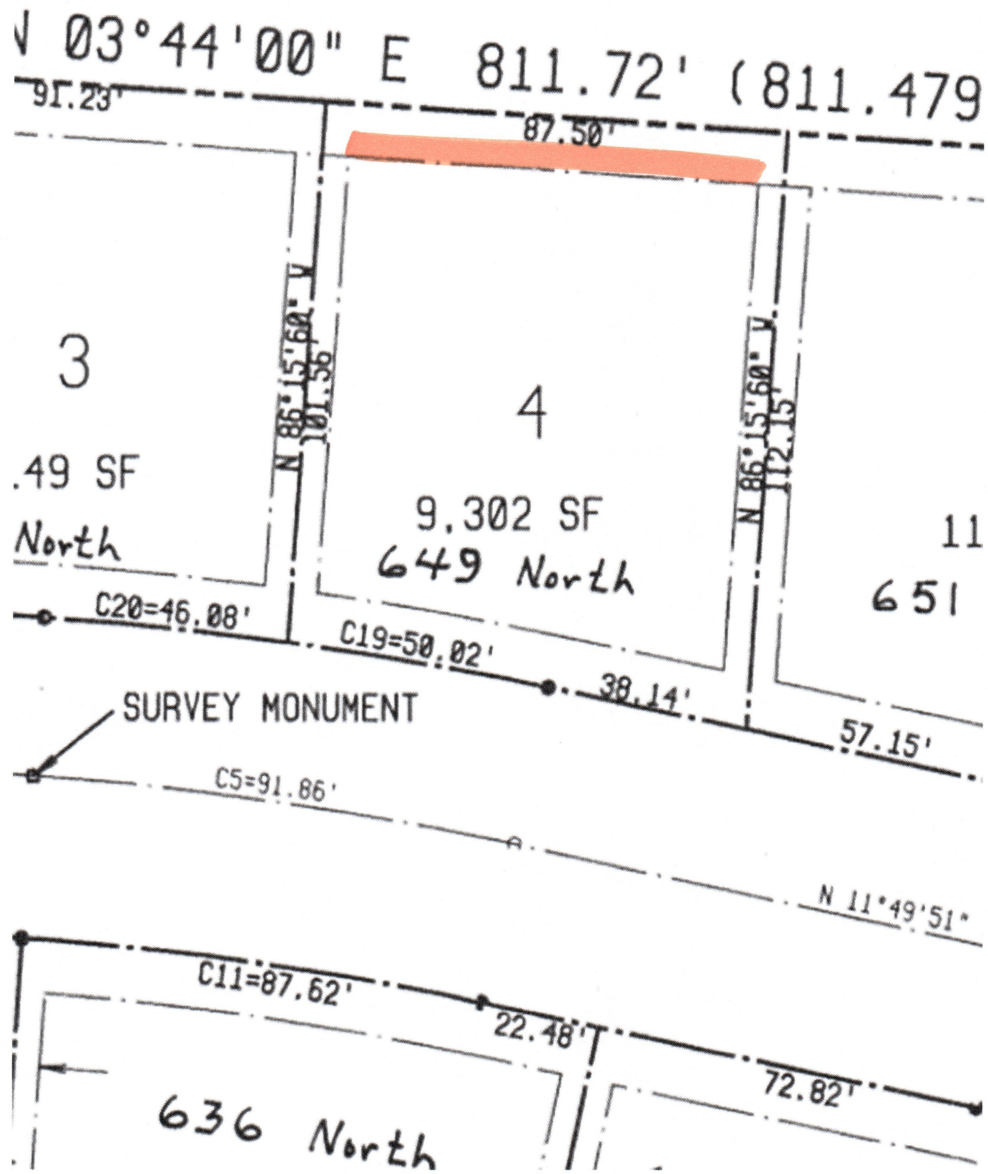 N 03°44'00" E 811.72' (811.479
91.23'
87.50'
N 86°15'60" W
101.56'
N 86°15'60" W
112.15'
3
4
.49 SF
9,302 SF
11
North
649 North
651
C20=46.08'
C19=50.02'
38.14'
57.15'
SURVEY MONUMENT
C5=91.86'
N 11°49'51"
C11=87.62'
22.48'
72.82'
636 North